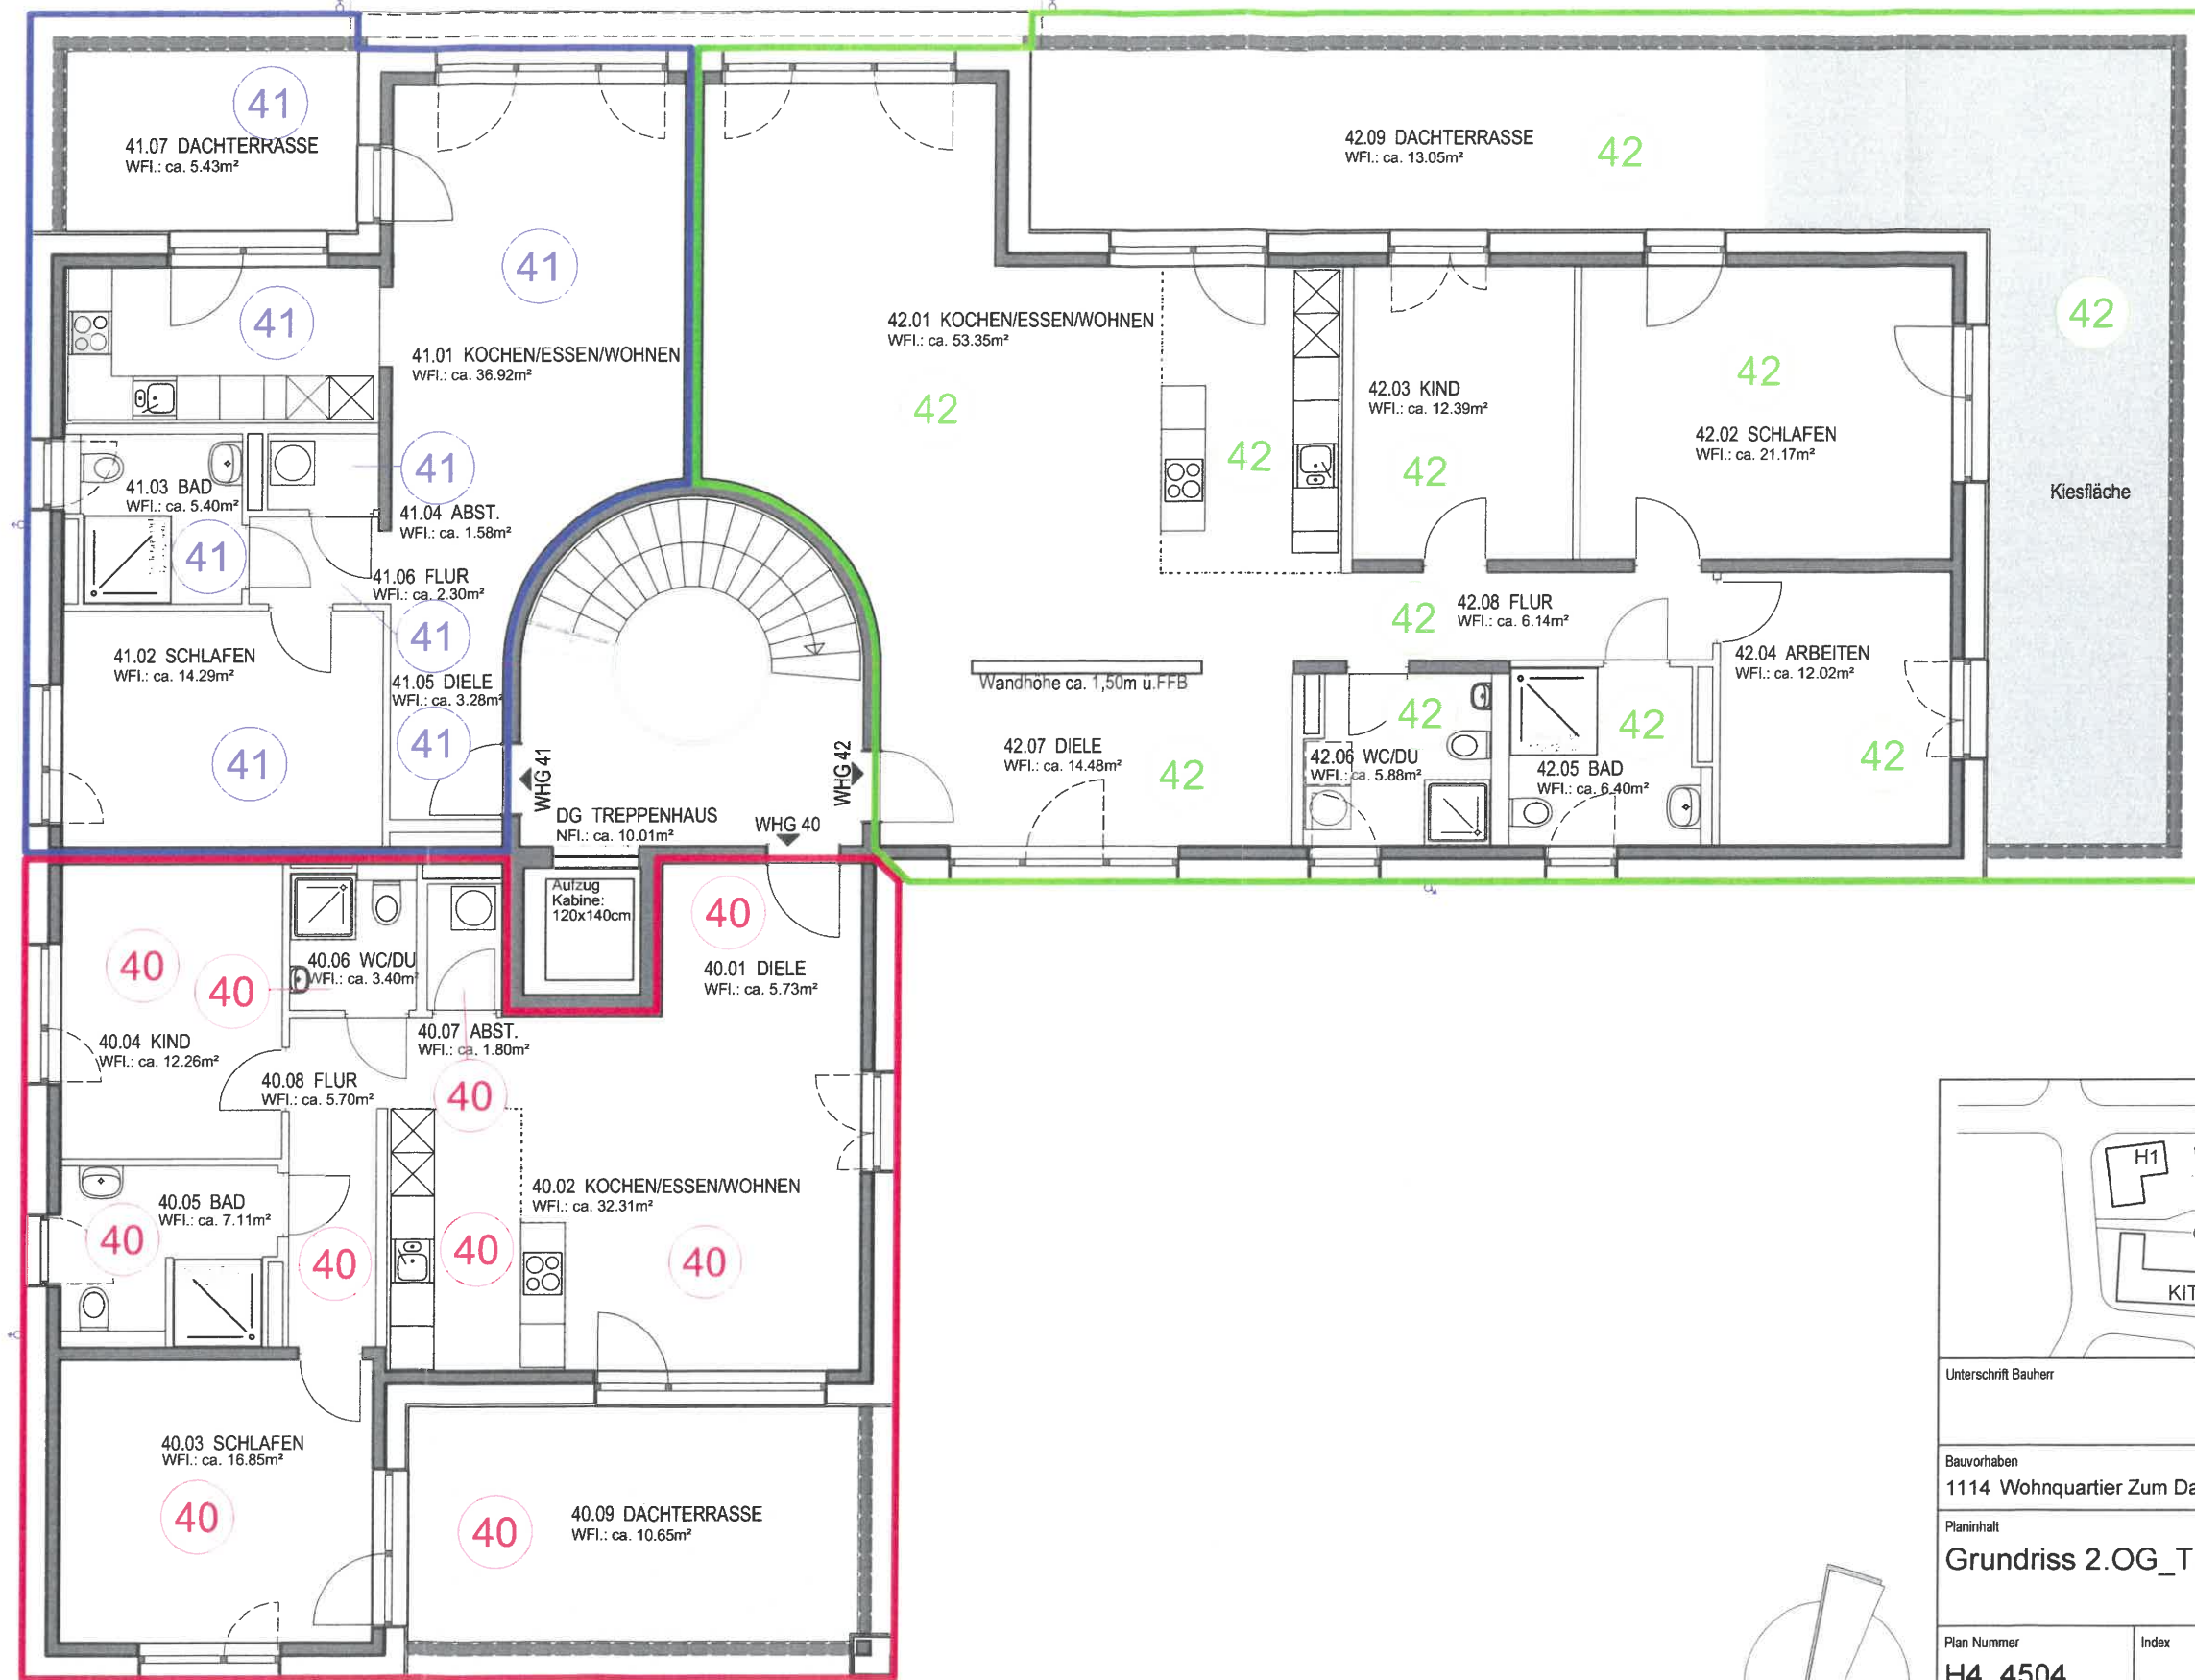 41
41.07 DACHTERRASSE
WFl.: ca. 5.43m²
41
41
41.01 KOCHEN/ESSEN/WOHNEN
WFl.: ca. 36.92m²
41
41.03 BAD
WFl.: ca. 5.40m²
41.04 ABST.
WFl.: ca. 1.58m²
41
41.06 FLUR
WFl.: ca. 2.30m²
41
41.02 SCHLAFEN
WFl.: ca. 14.29m²
41.05 DIELE
WFl.: ca. 3.28m²
41
41
WHG 41
WHG 42
DG TREPPENHAUS
NFl.: ca. 10.01m²
WHG 40
42.09 DACHTERRASSE
WFl.: ca. 13.05m²
42
42
42.01 KOCHEN/ESSEN/WOHNEN
WFl.: ca. 53.35m²
42
42
42.03 KIND
WFl.: ca. 12.39m²
42
42
42.02 SCHLAFEN
WFl.: ca. 21.17m²
Kiesfläche
42.08 FLUR
WFl.: ca. 6.14m²
42
Wandhöhe ca. 1,50m ü.FFB
42.04 ARBEITEN
WFl.: ca. 12.02m²
42
42.07 DIELE
WFl.: ca. 14.48m²
42
42
42.06 WC/DU
WFl.: ca. 5.88m²
42
42.05 BAD
WFl.: ca. 6.40m²
Aufzug
Kabine:
120x140cm
40
40.01 DIELE
WFl.: ca. 5.73m²
40
40
40.06 WC/DU
WFl.: ca. 3.40m²
40.04 KIND
WFl.: ca. 12.26m²
40.07 ABST.
WFl.: ca. 1.80m²
40.08 FLUR
WFl.: ca. 5.70m²
40
40.02 KOCHEN/ESSEN/WOHNEN
WFl.: ca. 32.31m²
40.05 BAD
WFl.: ca. 7.11m²
40
40
40
40
40.03 SCHLAFEN
WFl.: ca. 16.85m²
40
40
40.09 DACHTERRASSE
WFl.: ca. 10.65m²
H1
KIT
Unterschrift Bauherr
Bauvorhaben
1114 Wohnquartier Zum Da
Planinhalt
Grundriss 2.OG_T
Plan Nummer
Index
H4 4504